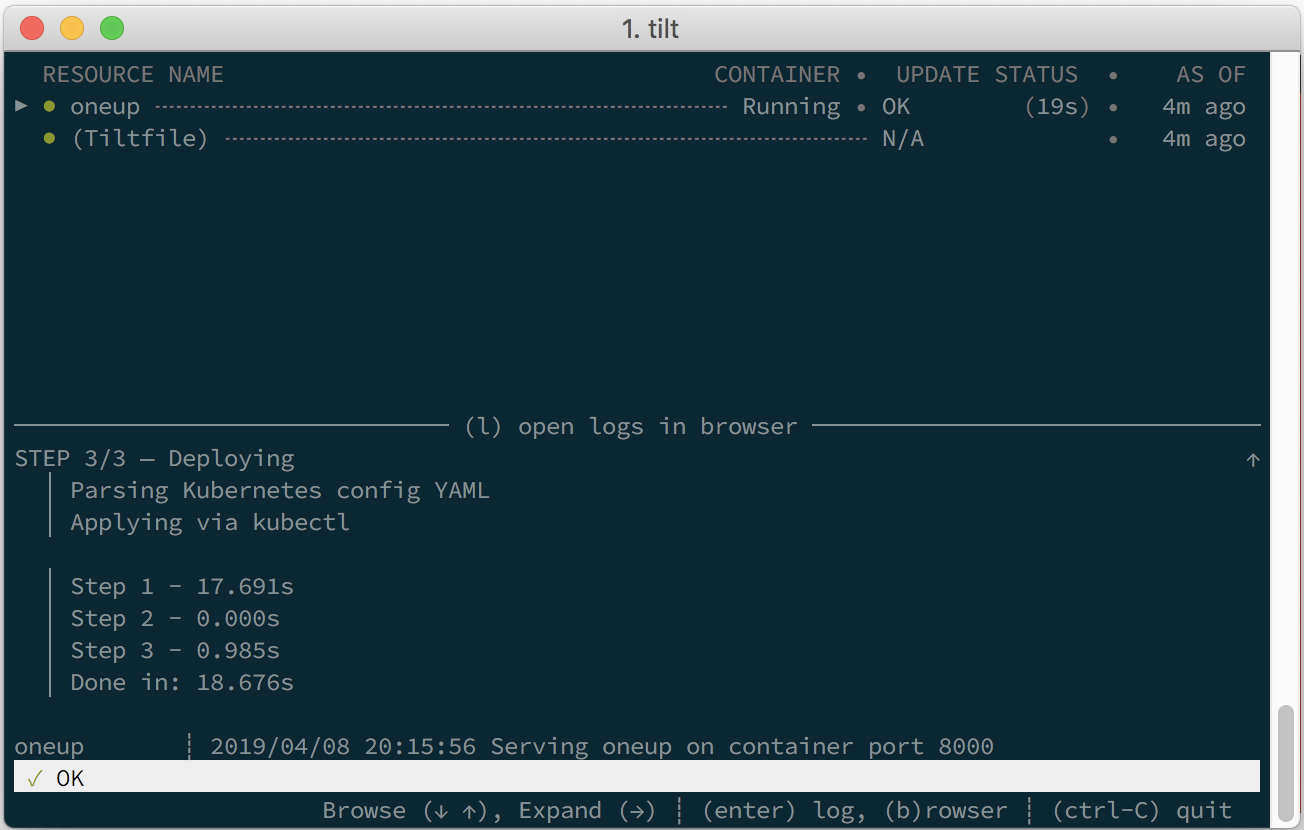 1. tilt
RESOURCE NAME CONTAINER • UPDATE STATUS • AS OF
▶ ● oneup Running • OK (19s) • 4m ago
● (Tiltfile) N/A • 4m ago
(l) open logs in browser
STEP 3/3 — Deploying ↑
│ Parsing Kubernetes config YAML
│ Applying via kubectl
│ Step 1 - 17.691s
│ Step 2 - 0.000s
│ Step 3 - 0.985s
│ Done in: 18.676s
oneup ┊ 2019/04/08 20:15:56 Serving oneup on container port 8000
✓ OK
Browse (↓ ↑), Expand (→) ┊ (enter) log, (b)rowser ┊ (ctrl-C) quit